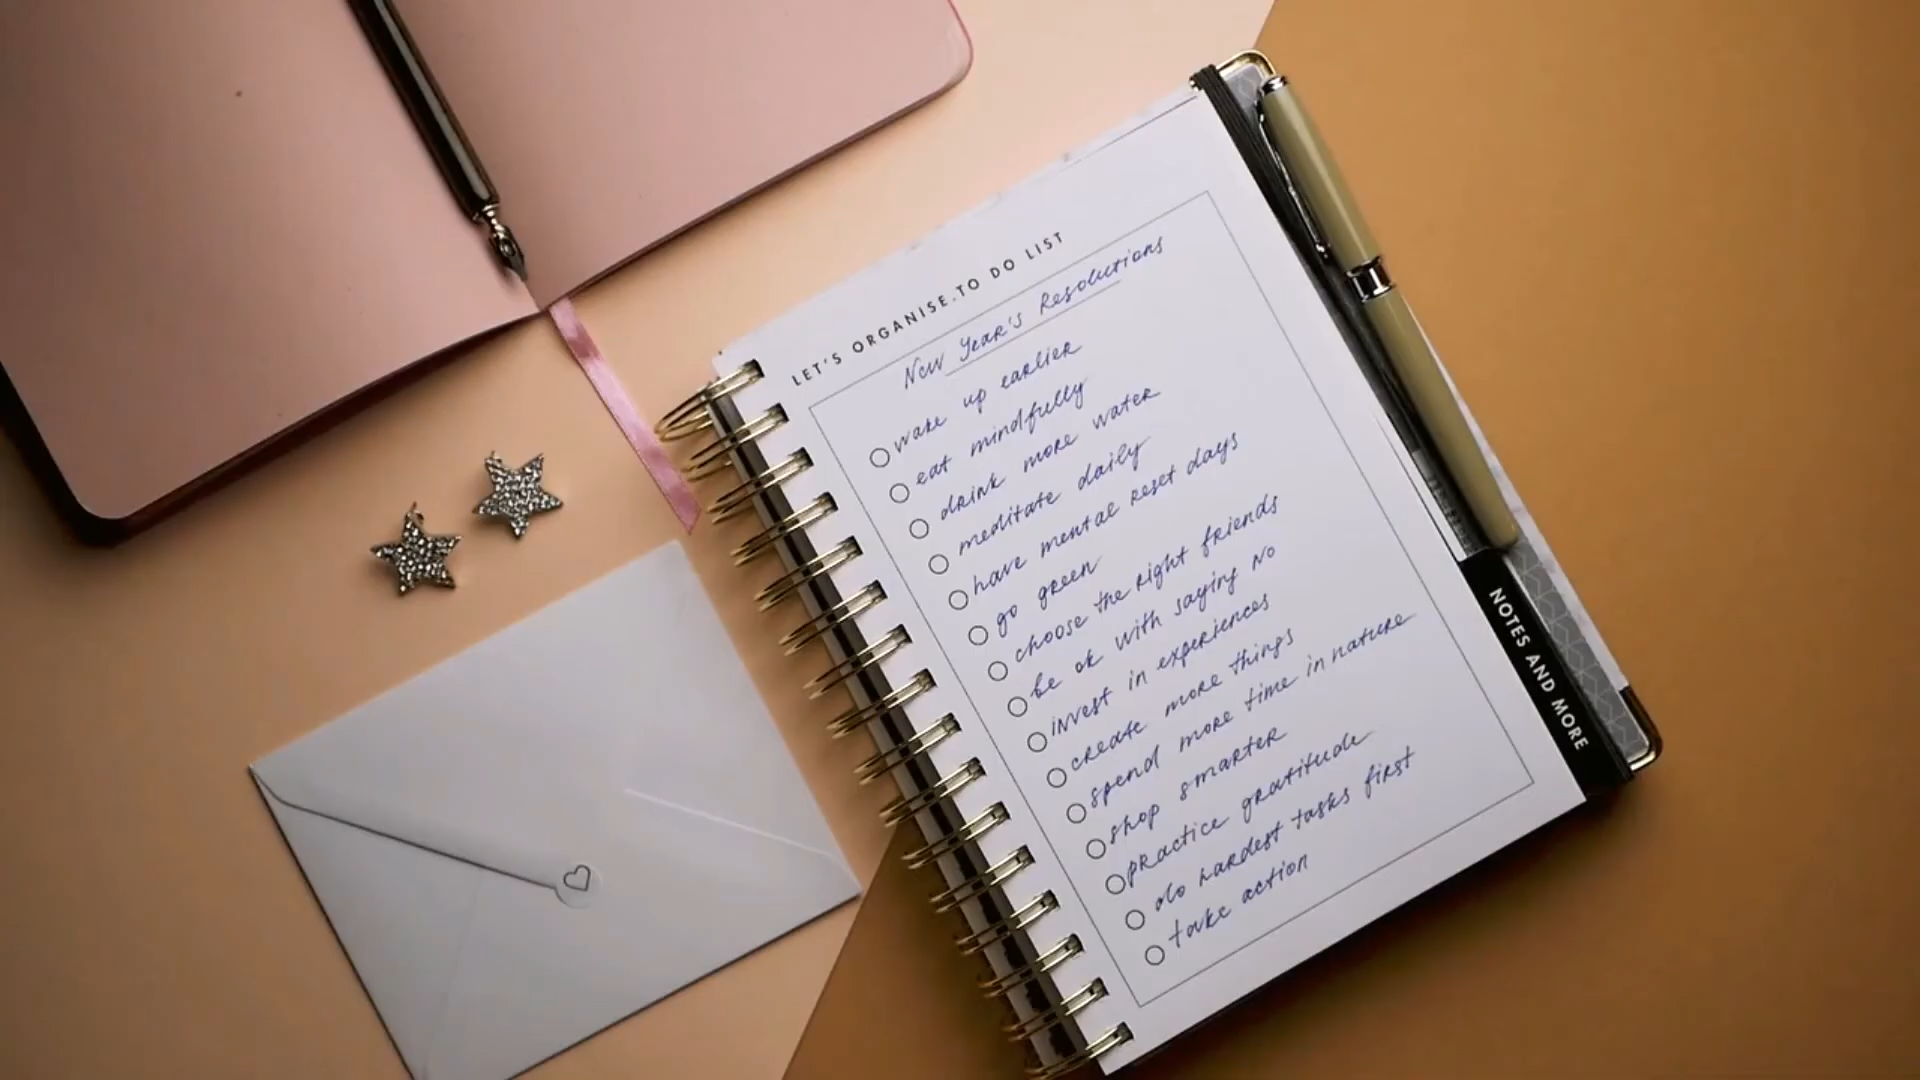 LET'S ORGANISE.TO DO LIST
New Year's Resolutions
wake up earlier
eat mindfully
drink more water
meditate daily
have mental reset days
go green
choose the right friends
be ok with saying NO
invest in experiences
create more things
spend more time in nature
shop smarter
practice gratitude
do hardest tasks first
take action
NOTES AND MORE